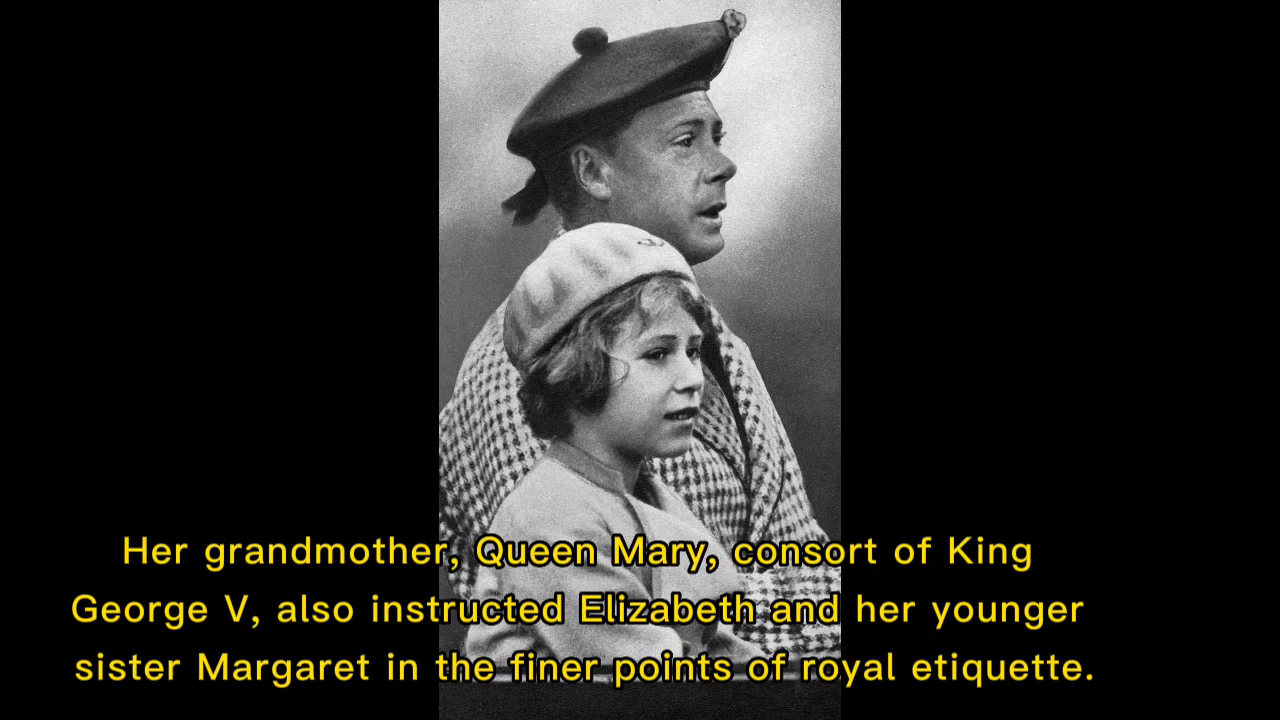 Her grandmother, Queen Mary, consort of King
George V, also instructed Elizabeth and her younger
sister Margaret in the finer points of royal etiquette.